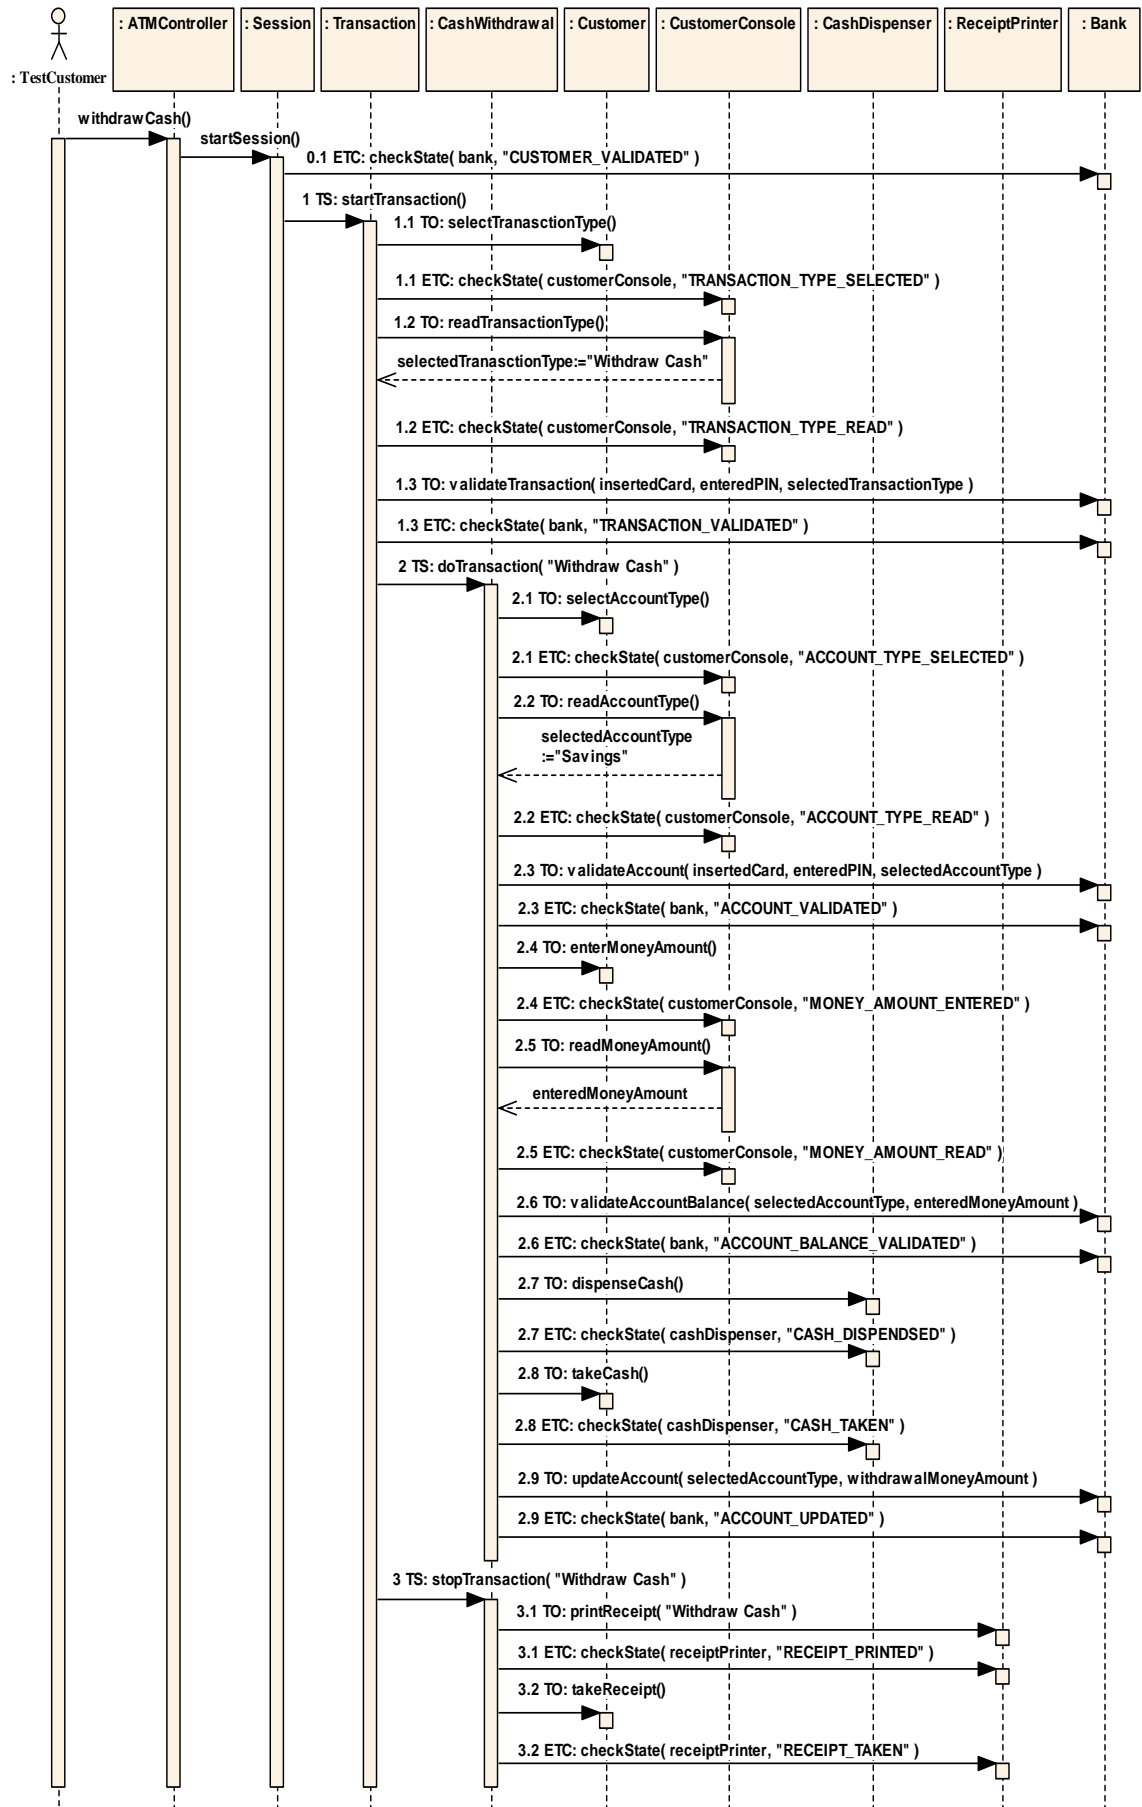 : ATMController
: Session
: Transaction
: CashWithdrawal
: Customer
: CustomerConsole
: CashDispenser
: ReceiptPrinter
: Bank
: TestCustomer
withdrawCash()
startSession()
0.1 ETC: checkState( bank, "CUSTOMER_VALIDATED" )
1 TS: startTransaction()
1.1 TO: selectTranasctionType()
1.1 ETC: checkState( customerConsole, "TRANSACTION_TYPE_SELECTED" )
1.2 TO: readTransactionType()
selectedTranasctionType:="Withdraw Cash"
1.2 ETC: checkState( customerConsole, "TRANSACTION_TYPE_READ" )
1.3 TO: validateTransaction( insertedCard, enteredPIN, selectedTransactionType )
1.3 ETC: checkState( bank, "TRANSACTION_VALIDATED" )
2 TS: doTransaction( "Withdraw Cash" )
2.1 TO: selectAccountType()
2.1 ETC: checkState( customerConsole, "ACCOUNT_TYPE_SELECTED" )
2.2 TO: readAccountType()
selectedAccountType
:="Savings"
2.2 ETC: checkState( customerConsole, "ACCOUNT_TYPE_READ" )
2.3 TO: validateAccount( insertedCard, enteredPIN, selectedAccountType )
2.3 ETC: checkState( bank, "ACCOUNT_VALIDATED" )
2.4 TO: enterMoneyAmount()
2.4 ETC: checkState( customerConsole, "MONEY_AMOUNT_ENTERED" )
2.5 TO: readMoneyAmount()
enteredMoneyAmount
2.5 ETC: checkState( customerConsole, "MONEY_AMOUNT_READ" )
2.6 TO: validateAccountBalance( selectedAccountType, enteredMoneyAmount )
2.6 ETC: checkState( bank, "ACCOUNT_BALANCE_VALIDATED" )
2.7 TO: dispenseCash()
2.7 ETC: checkState( cashDispenser, "CASH_DISPENDSED" )
2.8 TO: takeCash()
2.8 ETC: checkState( cashDispenser, "CASH_TAKEN" )
2.9 TO: updateAccount( selectedAccountType, withdrawalMoneyAmount )
2.9 ETC: checkState( bank, "ACCOUNT_UPDATED" )
3 TS: stopTransaction( "Withdraw Cash" )
3.1 TO: printReceipt( "Withdraw Cash" )
3.1 ETC: checkState( receiptPrinter, "RECEIPT_PRINTED" )
3.2 TO: takeReceipt()
3.2 ETC: checkState( receiptPrinter, "RECEIPT_TAKEN" )